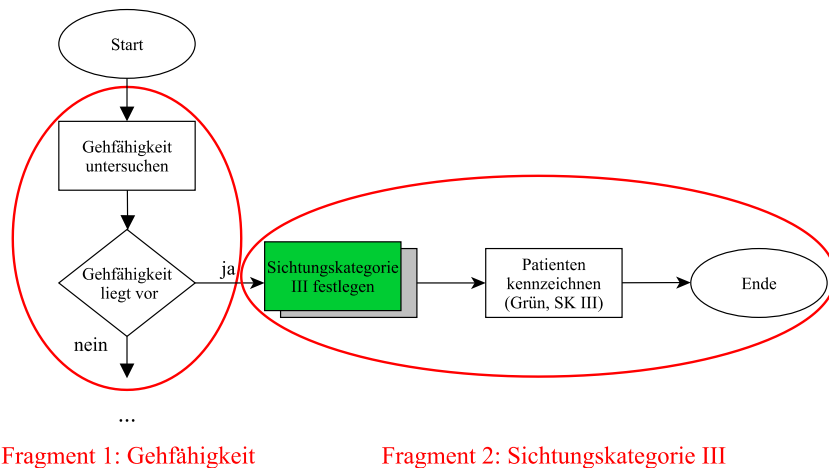 Start
Gehfähigkeit
untersuchen
Gehfähigkeit
liegt vor
ja
nein
...
Sichtungskategorie
III festlegen
Patienten
kennzeichnen
(Grün, SK III)
Ende
Fragment 1: Gehfähigkeit
Fragment 2: Sichtungskategorie III